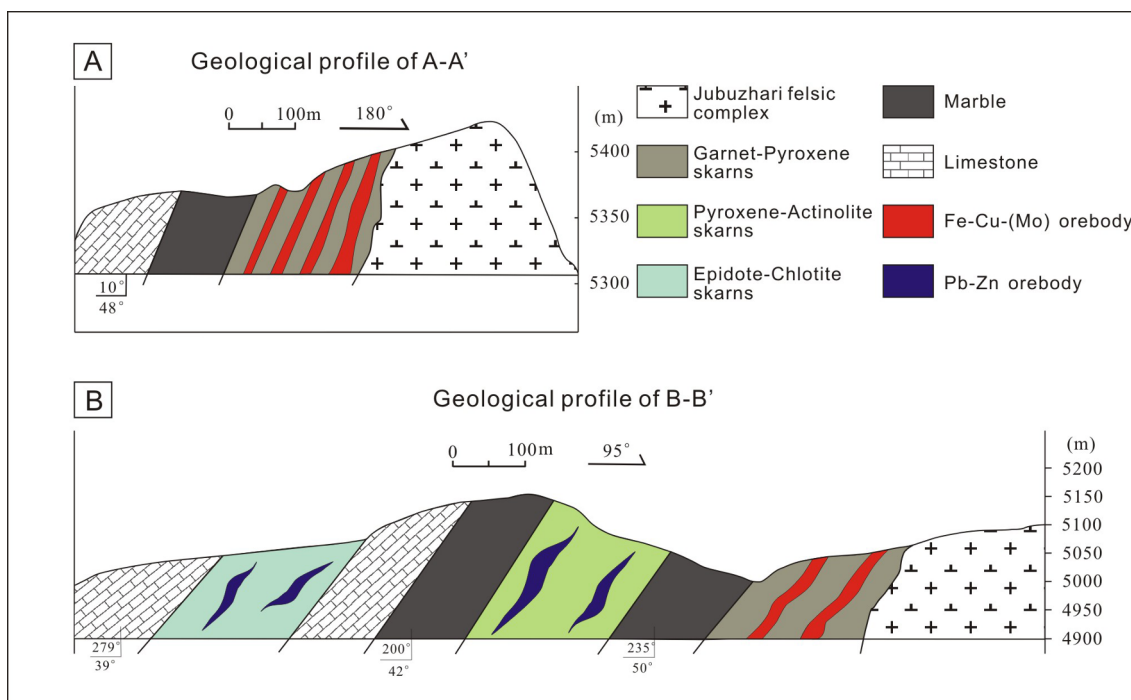 A
Geological profile of A-A’
0 100m
180°
(m)
5400
5350
5300
10°
48°
Jubuzhari felsic
complex
Garnet-Pyroxene
skarns
Pyroxene-Actinolite
skarns
Epidote-Chlotite
skarns
Marble
Limestone
Fe-Cu-(Mo) orebody
Pb-Zn orebody
B
Geological profile of B-B’
0 100m
95°
(m)
5200
5150
5100
5050
5000
4950
4900
279°
39°
200°
42°
235°
50°